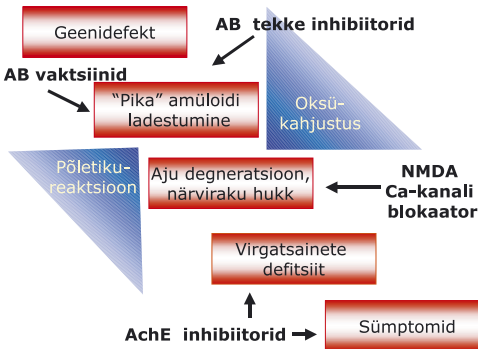 Geenidefekt
AB tekke inhibiitorid
AB vaktsiinid
"Pika" amüloidi
ladestumine
Oksü-
kahjustus
Põletiku-
reaktsioon
Aju degneratsioon,
närviraku hukk
NMDA
Ca-kanali
blokaator
Virgatsainete
defitsiit
AchE inhibiitorid
Sümptomid